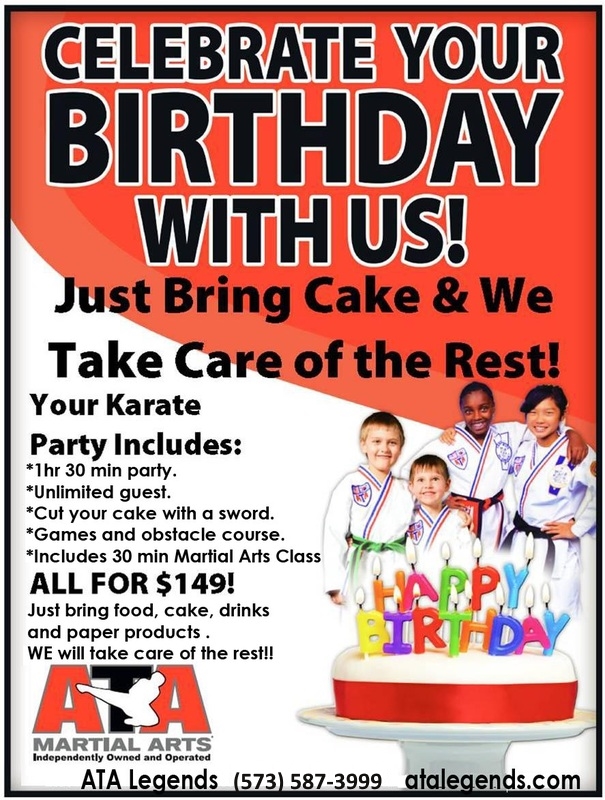 CELEBRATE YOUR
BIRTHDAY
WITH US!
Just Bring Cake & We
Take Care of the Rest!
Your Karate
Party Includes:
*1hr 30 min party.
*Unlimited guest.
*Cut your cake with a sword.
*Games and obstacle course.
*Includes 30 min Martial Arts Class
ALL FOR $149!
Just bring food, cake, drinks
and paper products .
WE will take care of the rest!!
HAPPY
BIRTHDAY
ATA
MARTIAL ARTS
Independently Owned and Operated
ATA Legends (573) 587-3999 atalegends.com